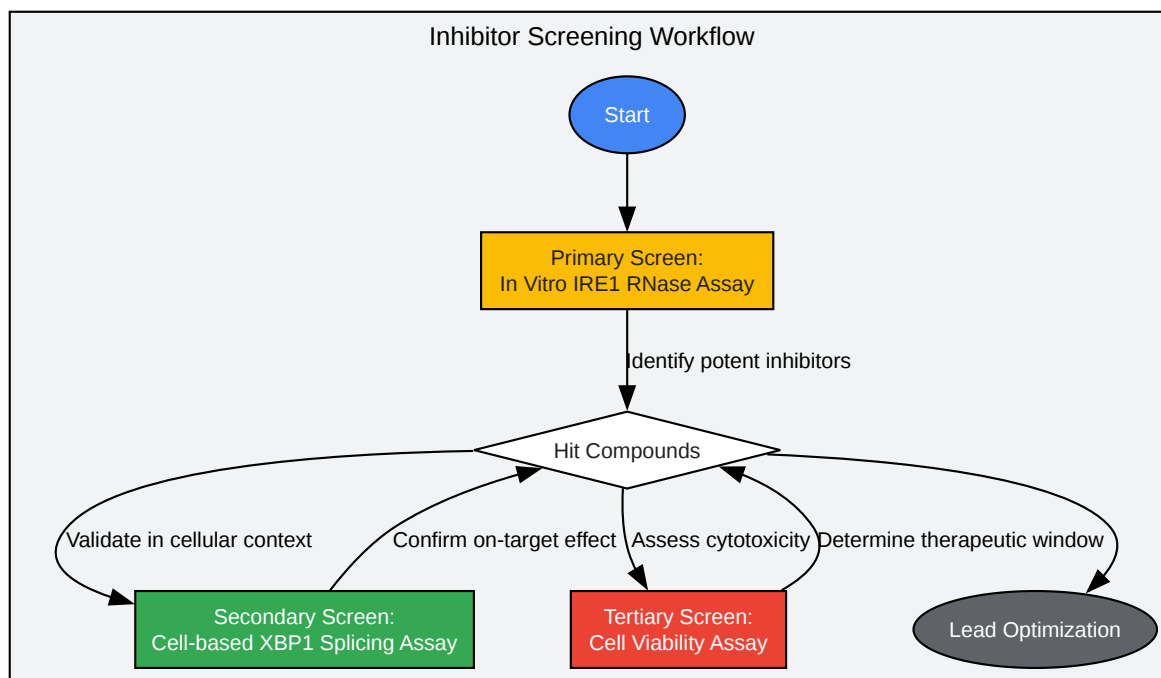 Inhibitor Screening Workflow
Start
Primary Screen:
In Vitro IRE1 RNase Assay
Identify potent inhibitors
Hit Compounds
Validate in cellular context
Confirm on-target effect
Assess cytotoxicity
Determine therapeutic window
Secondary Screen:
Cell-based XBP1 Splicing Assay
Tertiary Screen:
Cell Viability Assay
Lead Optimization